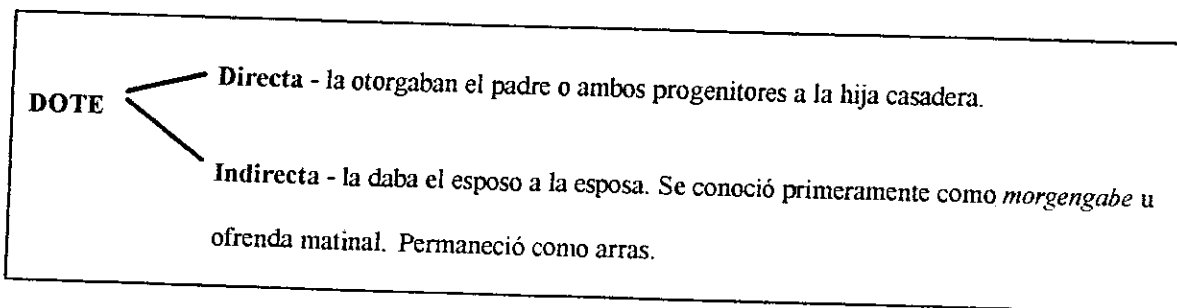 Directa - la otorgaban el padre o ambos progenitores a la hija casadera.
DOTE
Indirecta - la daba el esposo a la esposa. Se conoció primeramente como morgengabe u
ofrenda matinal. Permaneció como arras.